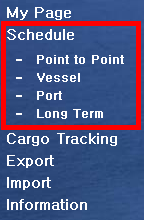 My Page
Schedule
- Point to Point
- Vessel
- Port
- Long Term
Cargo Tracking
Export
Import
Information